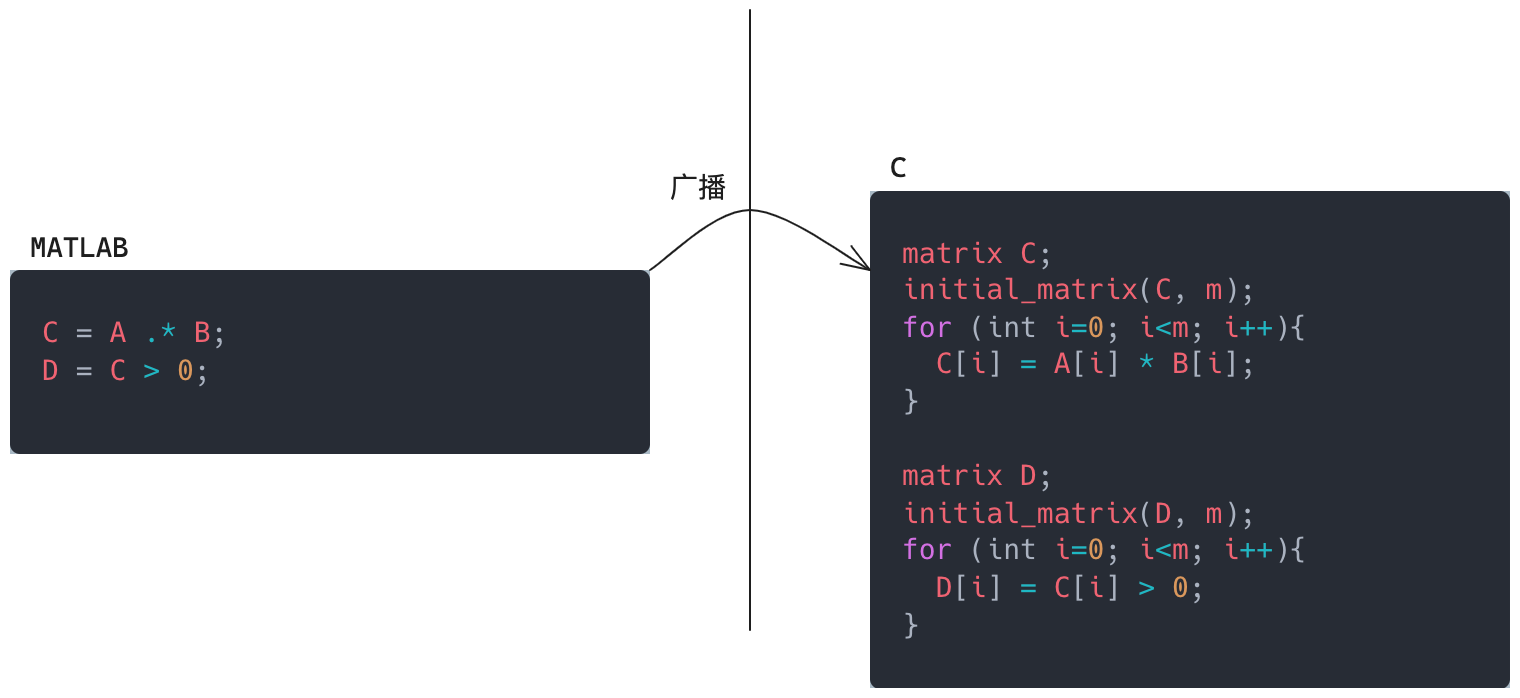 MATLAB
C = A .* B;
D = C > 0;
广播
C
matrix C;
initial_matrix(C, m);
for (int i=0; i<m; i++){
  C[i] = A[i] * B[i];
}
matrix D;
initial_matrix(D, m);
for (int i=0; i<m; i++){
  D[i] = C[i] > 0;
}